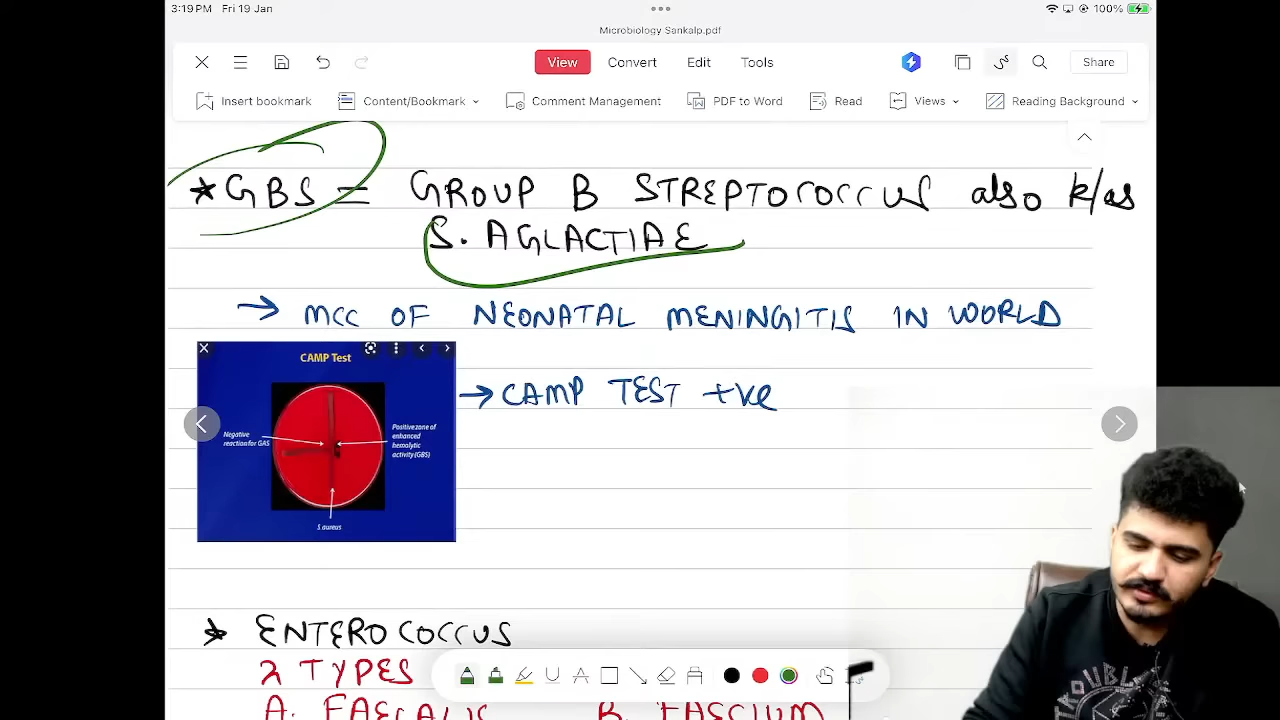 3:19 PM Fri 19 Jan
100%
Microbiology Sankalp.pdf
View Convert Edit Tools
Share
Insert bookmark Content/Bookmark Comment Management PDF to Word Read Views Reading Background
★ GBS = GROUP B STREPTOCOCCUS also k/as
S. AGLACTIAE
→ MCC OF NEONATAL MENINGITIS IN WORLD
CAMP Test
→ CAMP TEST +ve
Negative
reaction for GAS
Positive zone of
enhanced
hemolytic
activity (GBS)
S. aureus
★ ENTEROCOCCUS
2 TYPES
A. FAECALIS B. FAECIUM